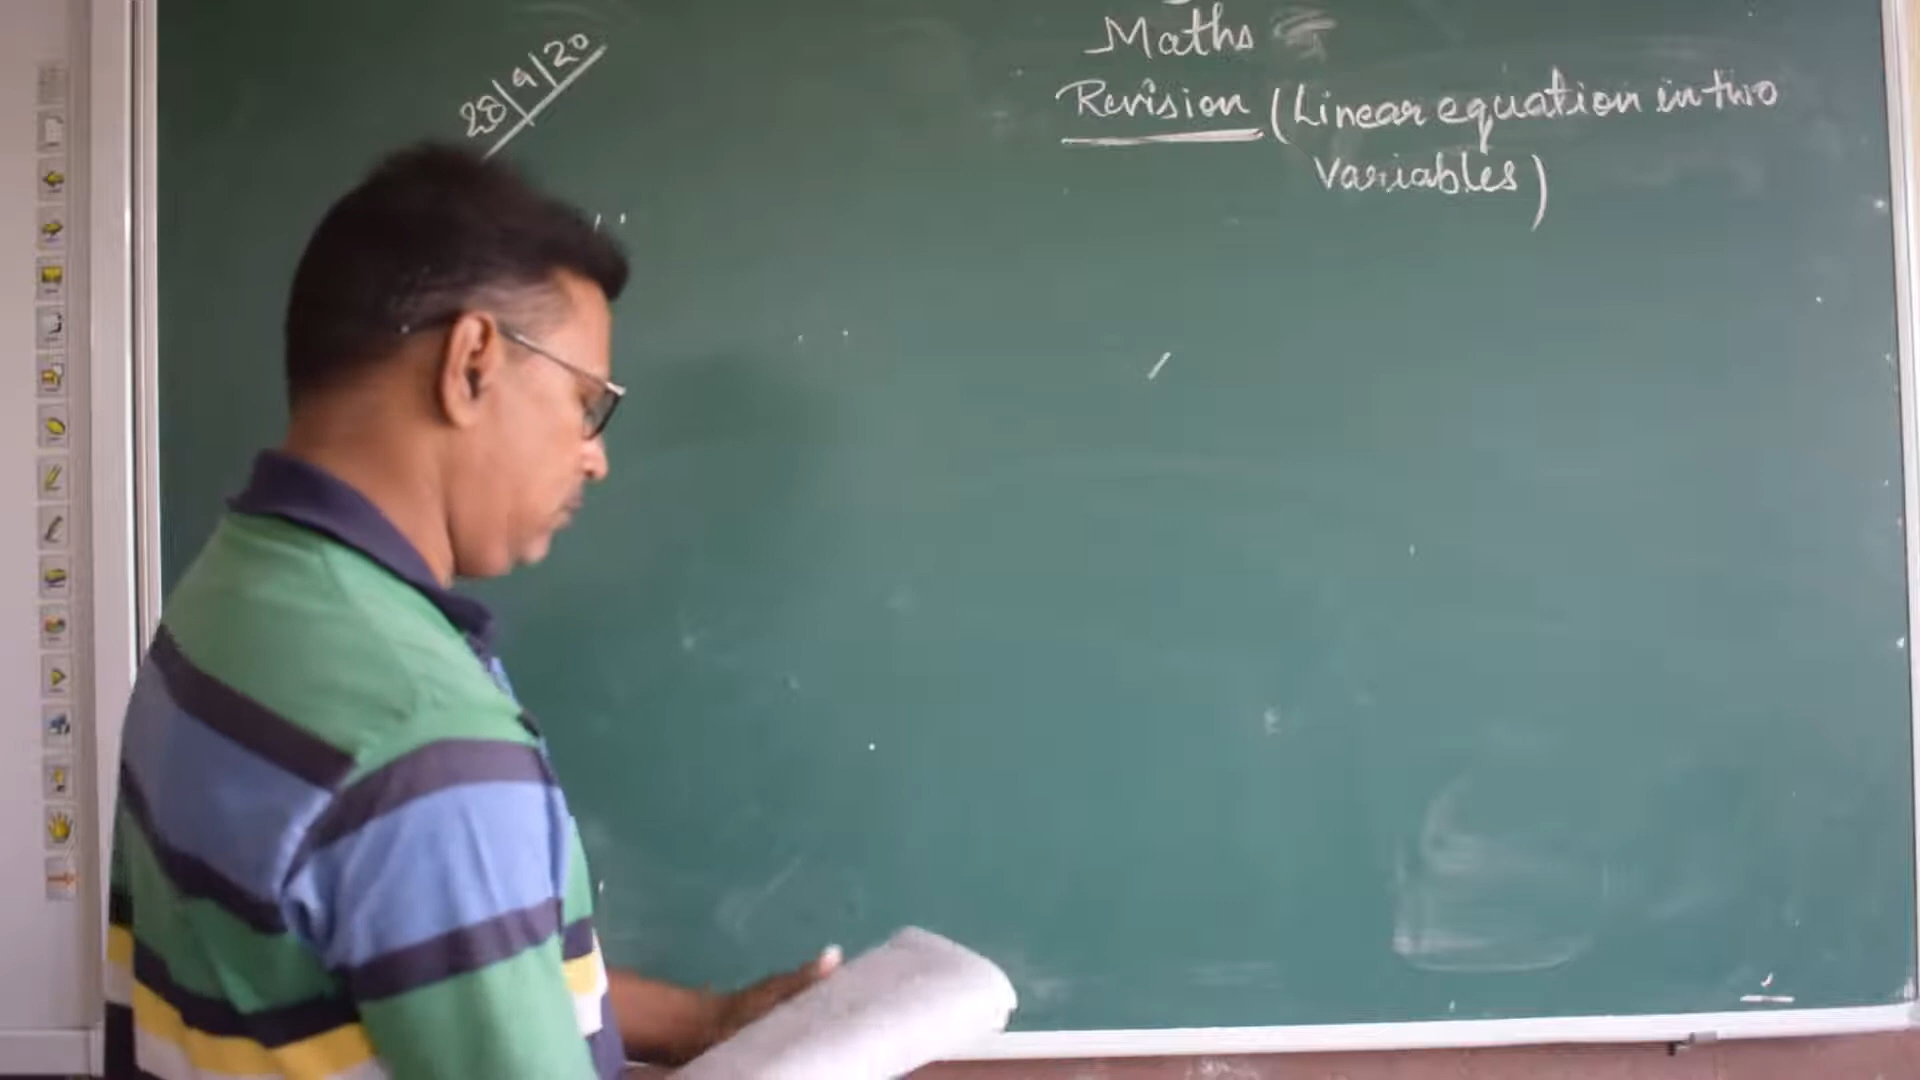 28/9/20
Maths
Revision (Linear equation in two
Variables)